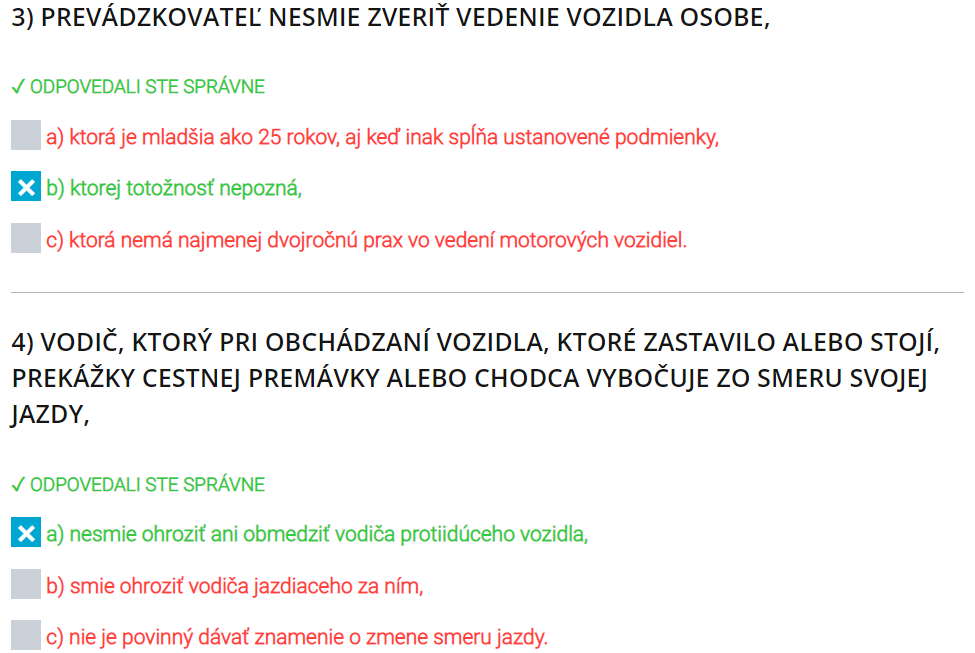 3) PREVÁDZKOVATEĽ NESMIE ZVERIŤ VEDENIE VOZIDLA OSOBE,
✓ ODPOVEDALI STE SPRÁVNE
a) ktorá je mladšia ako 25 rokov, aj keď inak spĺňa ustanovené podmienky,
b) ktorej totožnosť nepozná,
c) ktorá nemá najmenej dvojročnú prax vo vedení motorových vozidiel.
4) VODIČ, KTORÝ PRI OBCHÁDZANÍ VOZIDLA, KTORÉ ZASTAVILO ALEBO STOJÍ,
PREKÁŽKY CESTNEJ PREMÁVKY ALEBO CHODCA VYBOČUJE ZO SMERU SVOJEJ
JAZDY,
✓ ODPOVEDALI STE SPRÁVNE
a) nesmie ohroziť ani obmedziť vodiča protiidúceho vozidla,
b) smie ohroziť vodiča jazdiaceho za ním,
c) nie je povinný dávať znamenie o zmene smeru jazdy.